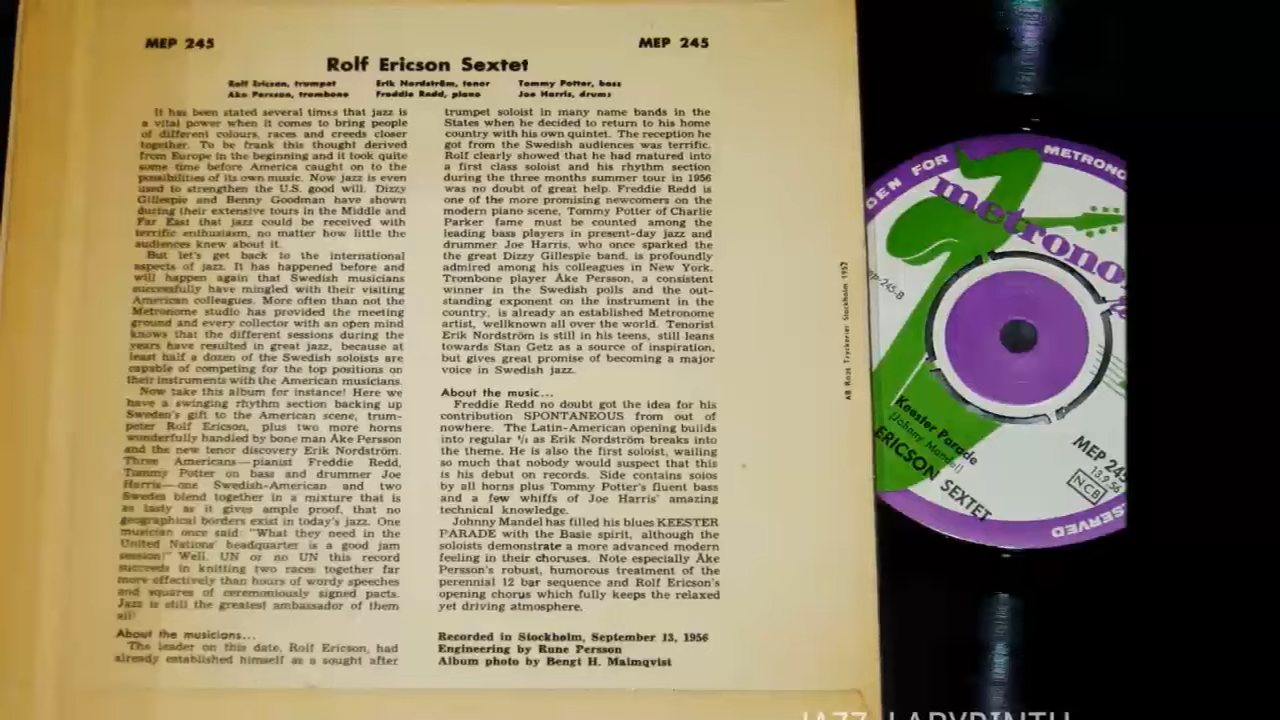 MEP 245
MEP 245
Rolf Ericson Sextet
Rolf Ericson, trumpet
Erik Nordström, tenor
Tommy Potter, bass
Åke Persson, trombone
Freddie Redd, piano
Joe Harris, drums
It has been stated several times that jazz is
a vital power when it comes to bring people
of different colours, races and creeds closer
together. To be frank this thought derived
from Europe in the beginning and it took quite
some time before America caught on to the
possibilities of its own music. Now jazz is even
used to strengthen the U.S. good will. Dizzy
Gillespie and Benny Goodman have shown
during their extensive tours in the Middle and
Far East that jazz could be received with
terrific enthusiasm, no matter how little the
audiences knew about it.
But let's get back to the international
aspects of jazz. It has happened before and
will happen again that Swedish musicians
successfully have mingled with their visiting
American colleagues. More often than not the
Metronome studio has provided the meeting
ground and every collector with an open mind
knows that the different sessions during the
years have resulted in great jazz, because at
least half a dozen of the Swedish soloists are
capable of competing for the top positions on
their instruments with the American musicians.
Now take this album for instance! Here we
have a swinging rhythm section backing up
Sweden's gift to the American scene, trum-
peter Rolf Ericson, plus two more horns
wonderfully handled by bone man Åke Persson
and the new tenor discovery Erik Nordström.
Three Americans—pianist Freddie Redd,
Tommy Potter on bass and drummer Joe
Harris—one Swedish-American and two
Swedes blend together in a mixture that is
as tasty as it gives ample proof, that no
geographical borders exist in today's jazz. One
musician once said: "What they need in the
United Nations' headquarter is a good jam
session!" Well, UN or no UN this record
succeeds in knitting two races together far
more effectively than hours of wordy speeches
and squares of ceremoniously signed pacts.
Jazz is still the greatest ambassador of them
all!
About the musicians...
The leader on this date, Rolf Ericson, had
already established himself as a sought after
trumpet soloist in many name bands in the
States when he decided to return to his home
country with his own quintet. The reception he
got from the Swedish audiences was terrific.
Rolf clearly showed that he had matured into
a first class soloist and his rhythm section
during the three months summer tour in 1956
was no doubt of great help. Freddie Redd is
one of the more promising newcomers on the
modern piano scene, Tommy Potter of Charlie
Parker fame must be counted among the
leading bass players in present-day jazz and
drummer Joe Harris, who once sparked the
the great Dizzy Gillespie band, is profoundly
admired among his colleagues in New York.
Trombone player Åke Persson, a consistent
winner in the Swedish polls and the out-
standing exponent on the instrument in the
country, is already an established Metronome
artist, wellknown all over the world. Tenorist
Erik Nordström is still in his teens, still leans
towards Stan Getz as a source of inspiration,
but gives great promise of becoming a major
voice in Swedish jazz.
About the music...
Freddie Redd no doubt got the idea for his
contribution SPONTANEOUS from out of
nowhere. The Latin-American opening builds
into regular 4/4 as Erik Nordström breaks into
the theme. He is also the first soloist, wailing
so much that nobody would suspect that this
is his debut on records. Side contains solos
by all horns plus Tommy Potter's fluent bass
and a few whiffs of Joe Harris' amazing
technical knowledge.
Johnny Mandel has filled his blues KEESTER
PARADE with the Basie spirit, although the
soloists demonstrate a more advanced modern
feeling in their choruses. Note especially Åke
Persson's robust, humorous treatment of the
perennial 12 bar sequence and Rolf Ericson's
opening chorus which fully keeps the relaxed
yet driving atmosphere.
Recorded in Stockholm, September 13, 1956
Engineering by Rune Persson
Album photo by Bengt H. Malmqvist
AB Roos Tryckerier Stockholm 1957
DEN FOR
METRONO
metrono
ep-245-B
Keester Parade
(Johnny Mandel)
ERICSON SEXTET
MEP 245
13.9.56
NCB
SERVED
JAZZ LABYRINTH